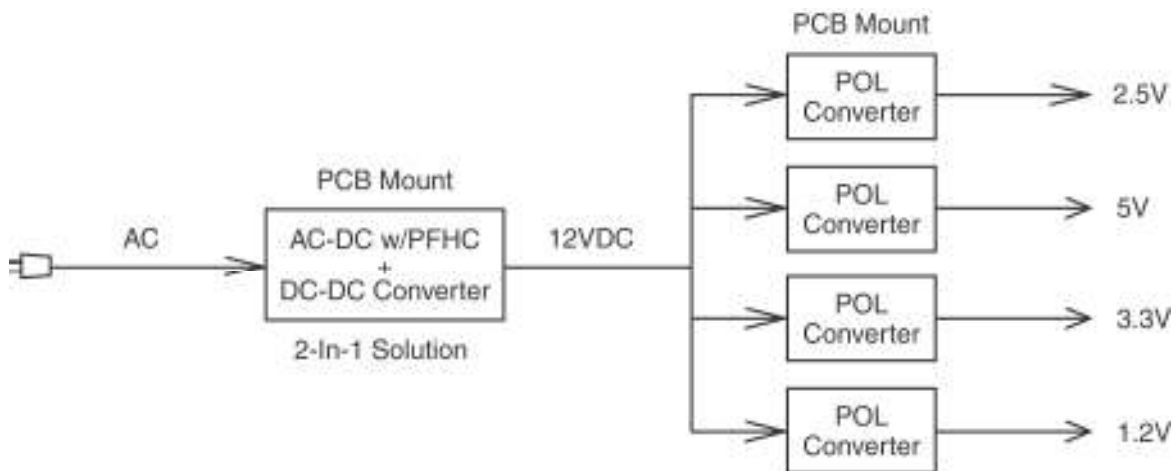 PCB Mount
POL
Converter
2.5V
POL
Converter
5V
PCB Mount
AC
AC-DC w/PFHC
+
DC-DC Converter
12VDC
2-In-1 Solution
POL
Converter
3.3V
POL
Converter
1.2V